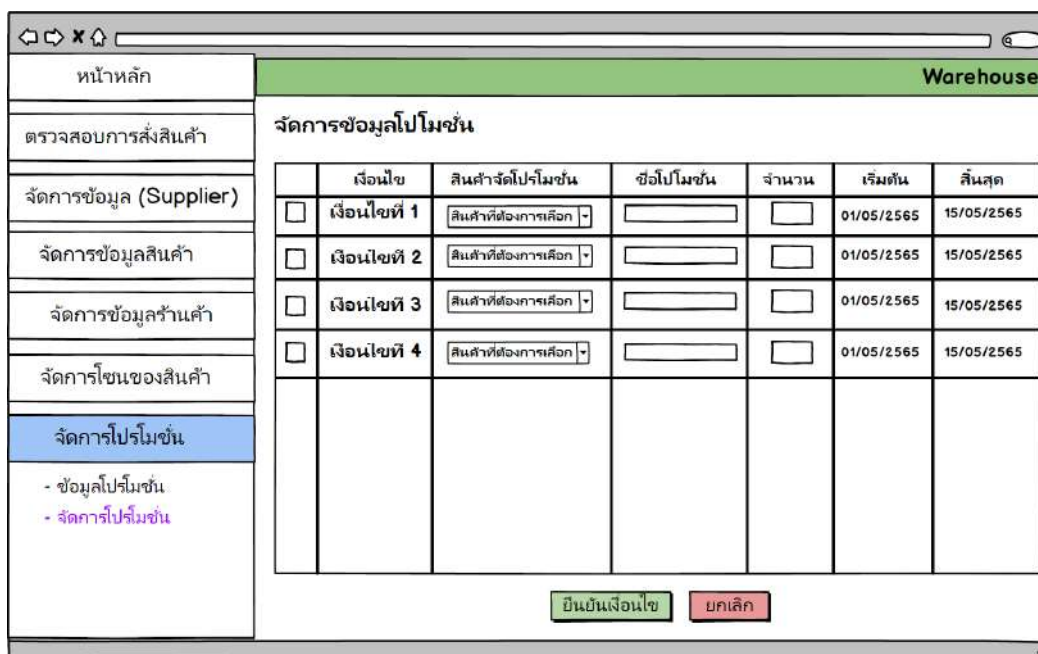 หน้าหลัก
Warehouse
ตรวจสอบการสั่งสินค้า
จัดการข้อมูล (Supplier)
จัดการข้อมูลสินค้า
จัดการข้อมูลร้านค้า
จัดการโซนของสินค้า
จัดการโปรโมชั่น
- ข้อมูลโปรโมชั่น
- จัดการโปรโมชั่น
จัดการข้อมูลโปโมชั่น
เงื่อนไข สินค้าจัดโปรโมชั่น ชื่อโปโมชั่น จำนวน เริ่มต้น สิ้นสุด
เงื่อนไขที่ 1 สินค้าที่ต้องการเลือก 01/05/2565 15/05/2565
เงื่อนไขที่ 2 สินค้าที่ต้องการเลือก 01/05/2565 15/05/2565
เงื่อนไขที่ 3 สินค้าที่ต้องการเลือก 01/05/2565 15/05/2565
เงื่อนไขที่ 4 สินค้าที่ต้องการเลือก 01/05/2565 15/05/2565
ยืนยันเงื่อนไข ยกเลิก